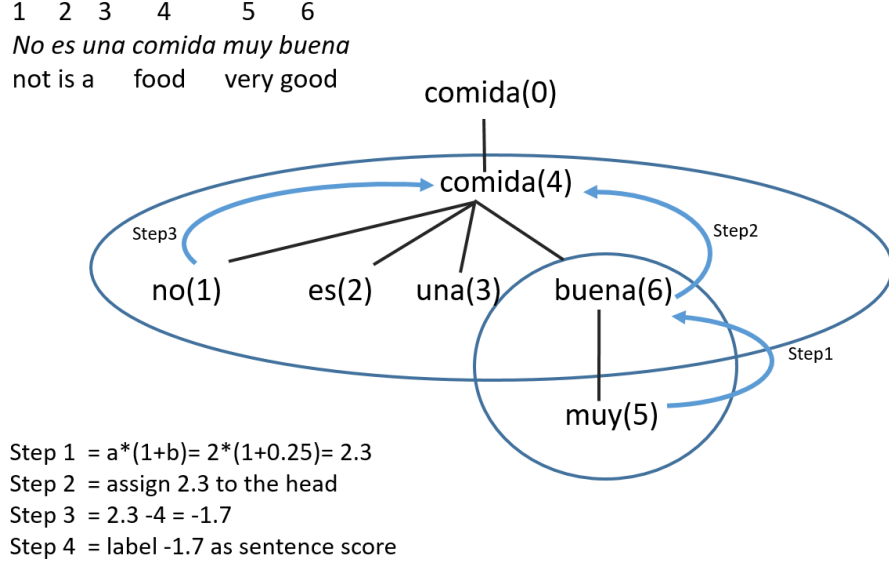 1 2 3 4 5 6
No es una comida muy buena
not is a food very good
comida(0)
comida(4)
Step3
Step2
no(1) es(2) una(3) buena(6)
Step1
muy(5)
Step 1 = a*(1+b)= 2*(1+0.25)= 2.3
Step 2 = assign 2.3 to the head
Step 3 = 2.3 -4 = -1.7
Step 4 = label -1.7 as sentence score